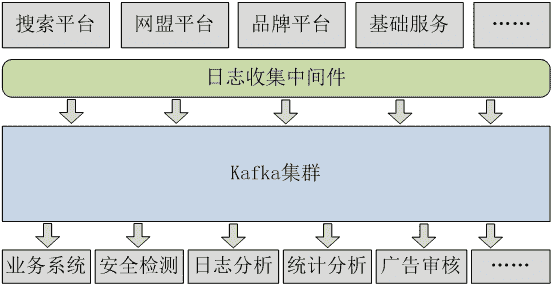 搜索平台 网盟平台 品牌平台 基础服务 ……
日志收集中间件
Kafka集群
业务系统 安全检测 日志分析 统计分析 广告审核 ……